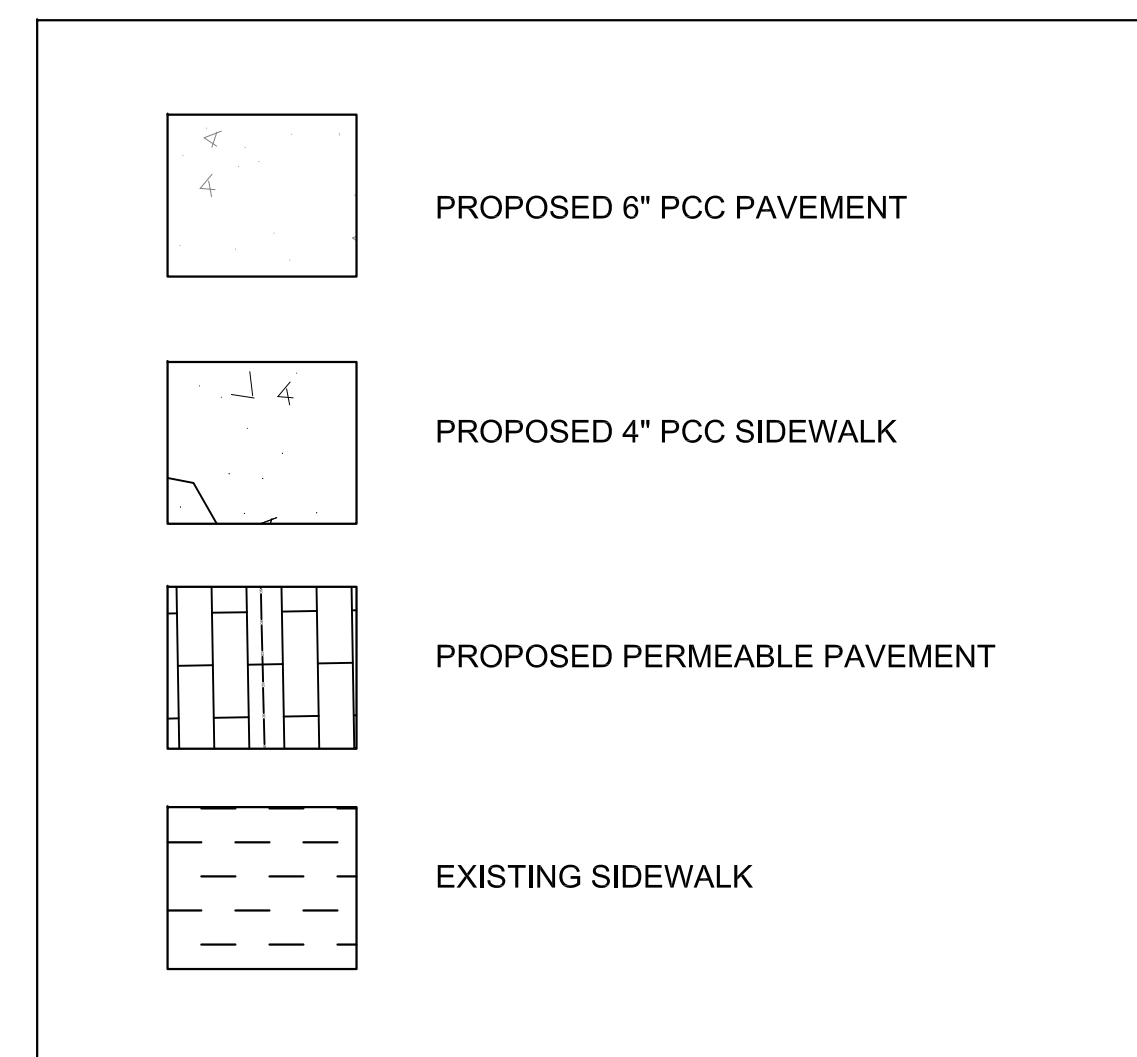 PROPOSED 6" PCC PAVEMENT
PROPOSED 4" PCC SIDEWALK
PROPOSED PERMEABLE PAVEMENT
EXISTING SIDEWALK